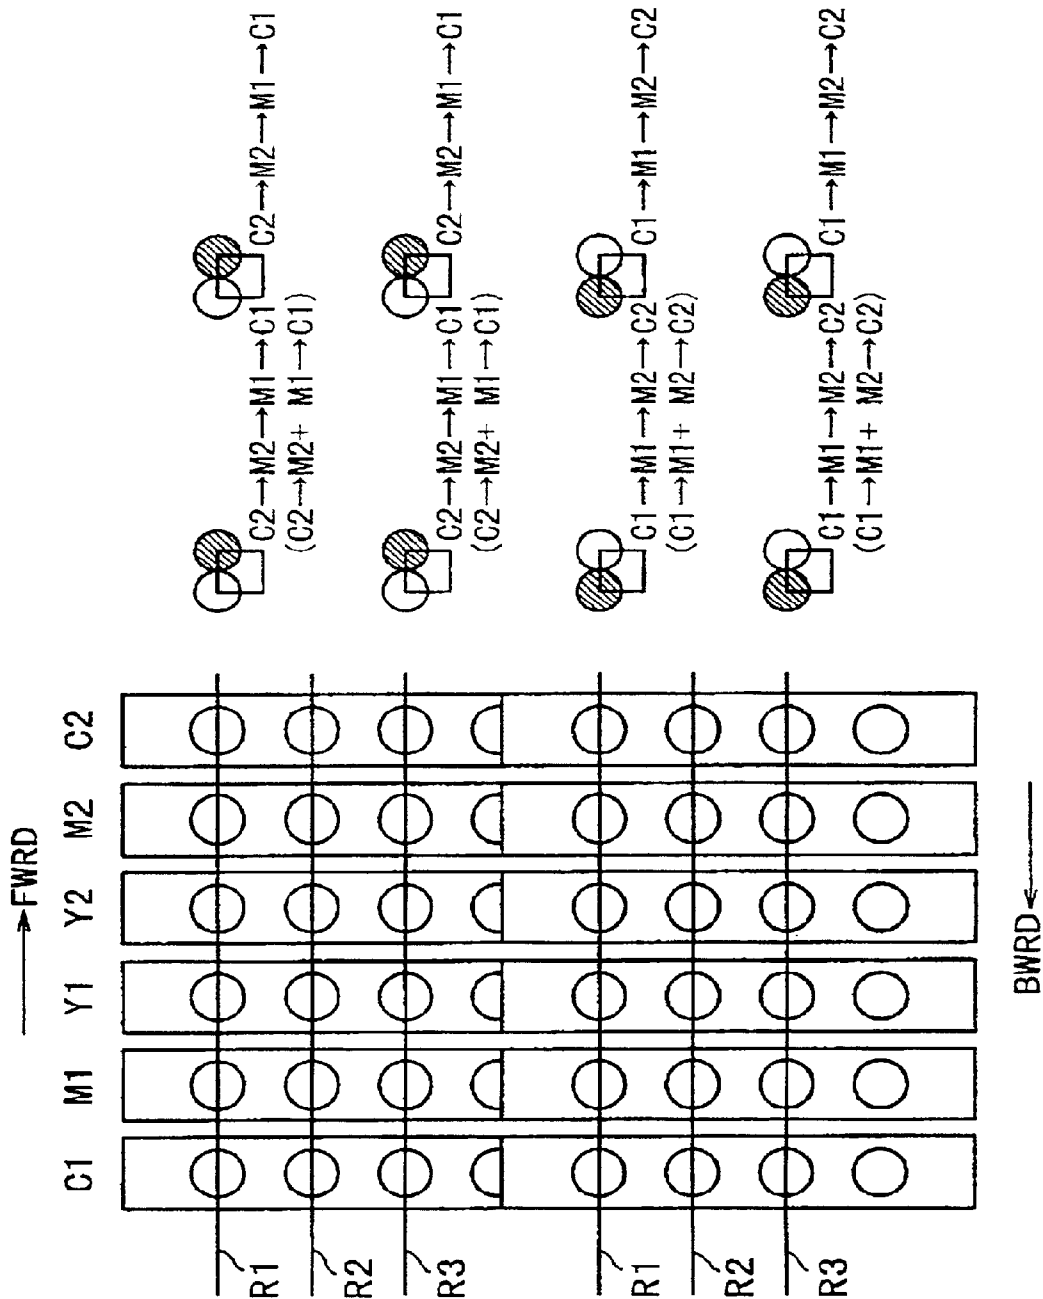 FWRD
C1 M1 Y1 Y2 M2 C2
R1
R2
R3
R1
R2
R3
BWRD
C2→M2→M1→C1
(C2→M2+ M1→C1)
C2→M2→M1→C1
C2→M2→M1→C1
(C2→M2+ M1→C1)
C2→M2→M1→C1
C1→M1→M2→C2
(C1→M1+ M2→C2)
C1→M1→M2→C2
C1→M1→M2→C2
(C1→M1+ M2→C2)
C1→M1→M2→C2